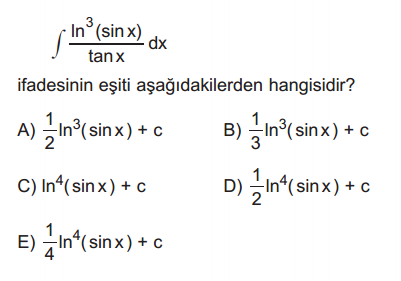 ∫ ln³(sin x) / tan x dx
ifadesinin eşiti aşağıdakilerden hangisidir?
A) 1/2 ln³(sin x) + c B) 1/3 ln³(sin x) + c
C) ln⁴(sin x) + c D) 1/2 ln⁴(sin x) + c
E) 1/4 ln⁴(sin x) + c